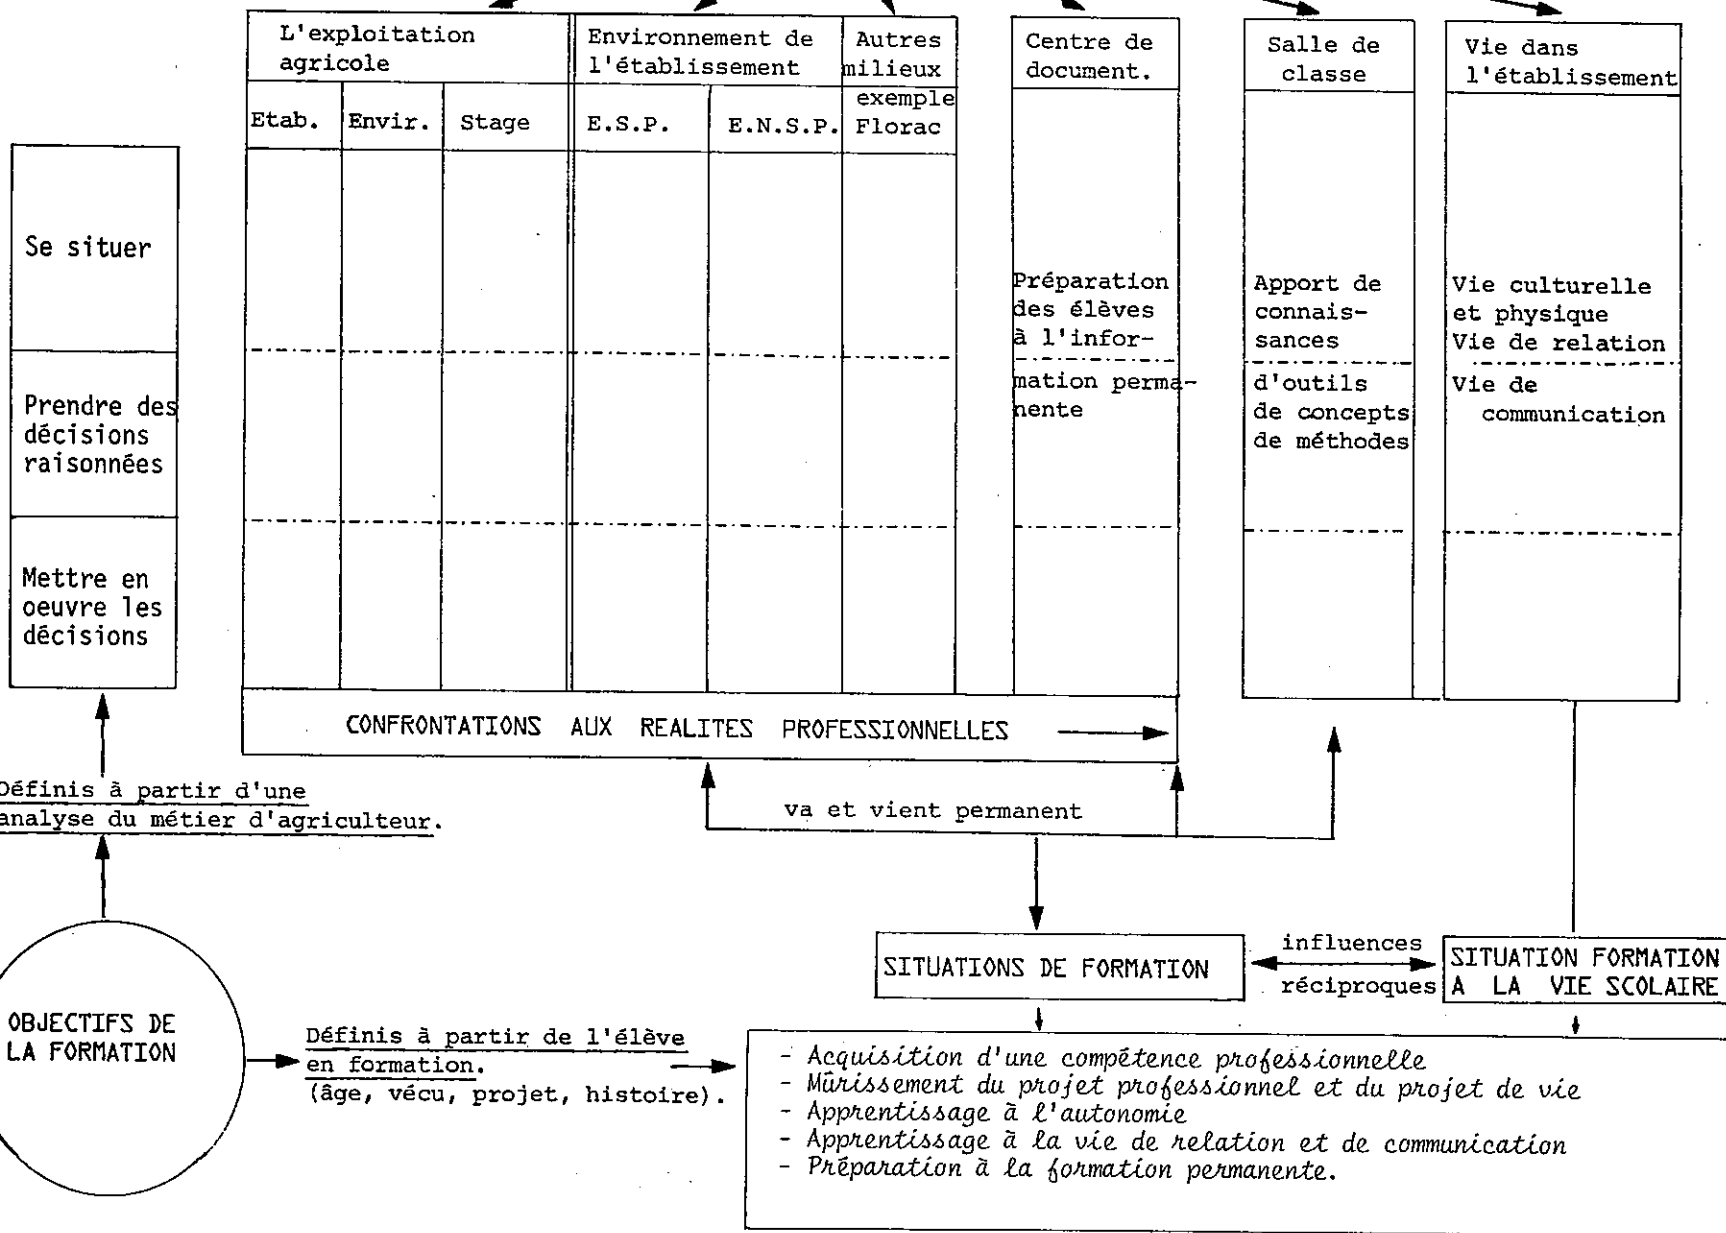 L'exploitation
agricole
Environnement de
l'établissement
Autres
milieux
exemple
Florac
Etab.
Envir.
Stage
E.S.P.
E.N.S.P.
Centre de
document.
Salle de
classe
Vie dans
l'établissement
Se situer
Prendre des
décisions
raisonnées
Mettre en
oeuvre les
décisions
Préparation
des élèves
à l'infor-
mation perma-
nente
Apport de
connais-
sances
d'outils
de concepts
de méthodes
Vie culturelle
et physique
Vie de relation
Vie de
communication
CONFRONTATIONS AUX REALITES PROFESSIONNELLES
va et vient permanent
Définis à partir d'une
analyse du métier d'agriculteur.
OBJECTIFS DE
LA FORMATION
Définis à partir de l'élève
en formation.
(âge, vécu, projet, histoire).
SITUATIONS DE FORMATION
influences
réciproques
SITUATION FORMATION
A LA VIE SCOLAIRE
- Acquisition d'une compétence professionnelle
- Mûrissement du projet professionnel et du projet de vie
- Apprentissage à l'autonomie
- Apprentissage à la vie de relation et de communication
- Préparation à la formation permanente.